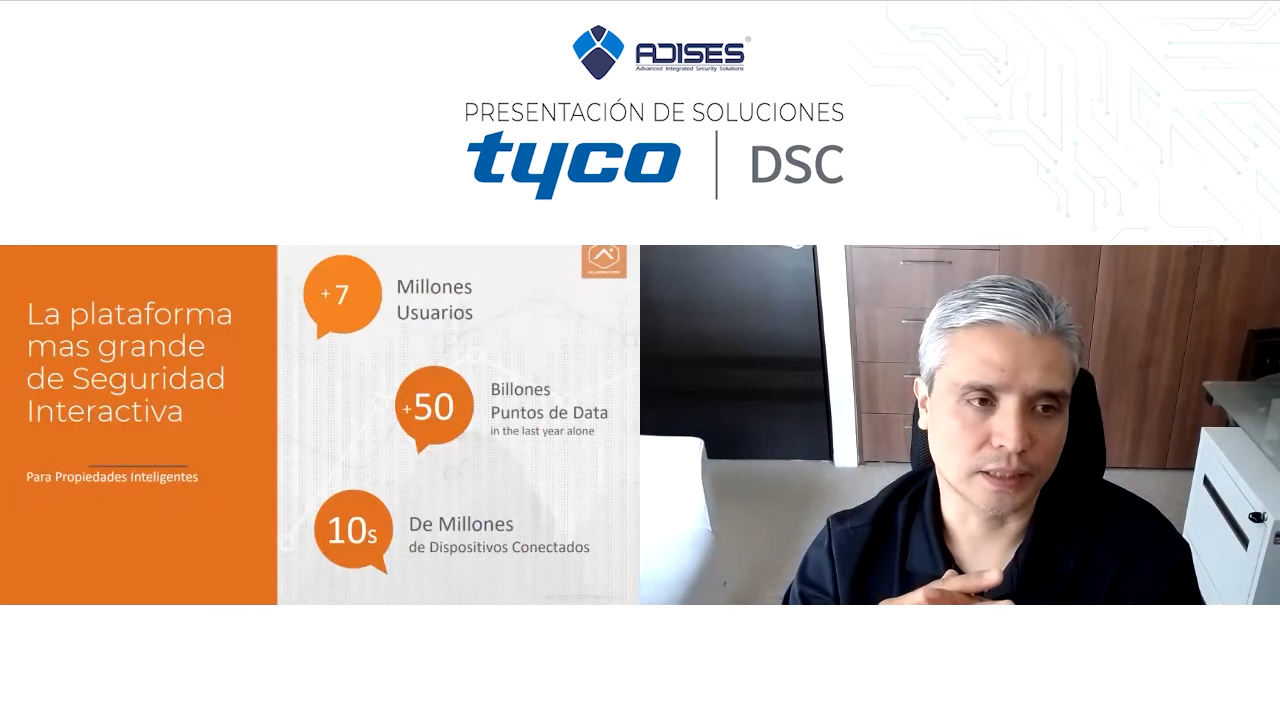 ADISES®
Advanced Integrated Security Solutions
PRESENTACIÓN DE SOLUCIONES
tyco | DSC
La plataforma
mas grande
de Seguridad
Interactiva
Para Propiedades Inteligentes
+7
Millones
Usuarios
+50
Billones
Puntos de Data
in the last year alone
10s
De Millones
de Dispositivos Conectados